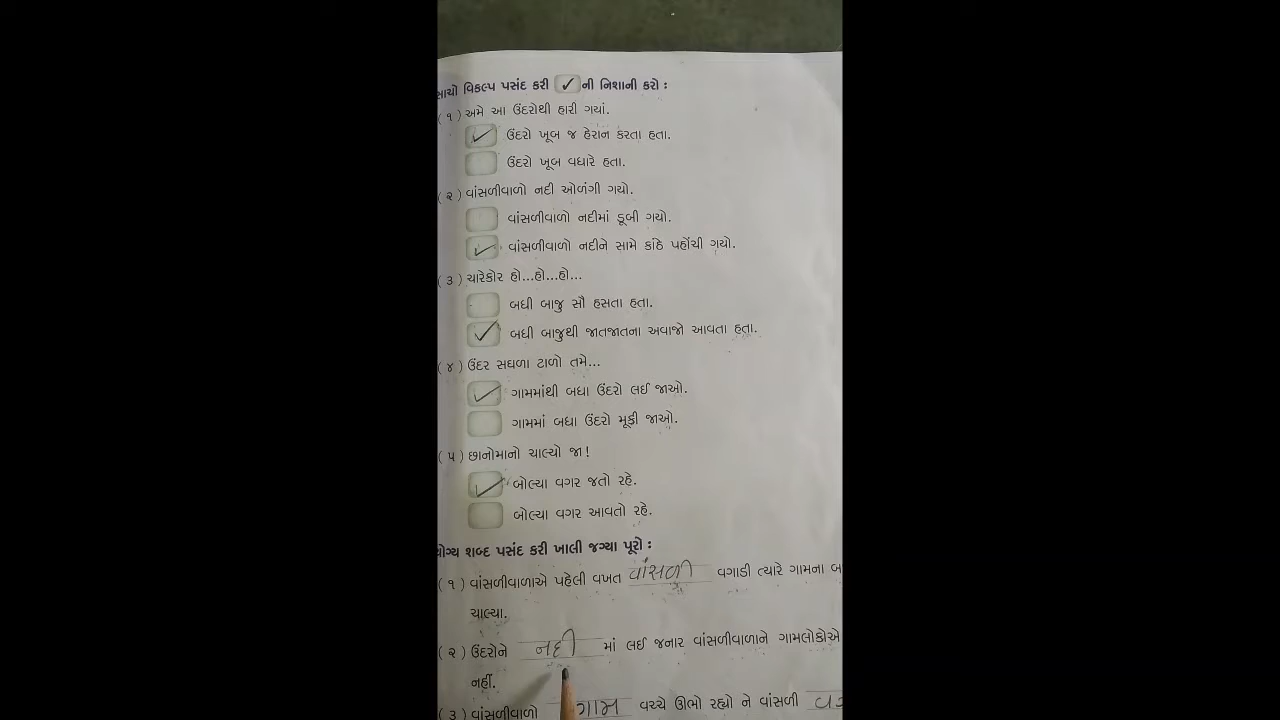 સાચો વિકલ્પ પસંદ કરી ✓ ની નિશાની કરો :
( ૧ ) અમે આ ઉંદરોથી હારી ગયાં.
✓ ઉંદરો ખૂબ જ હેરાન કરતા હતા.
ઉંદરો ખૂબ વધારે હતા.
( ૨ ) વાંસળીવાળો નદી ઓળંગી ગયો.
વાંસળીવાળો નદીમાં ડૂબી ગયો.
✓ વાંસળીવાળો નદીને સામે કાંઠે પહોંચી ગયો.
( ૩ ) ચારેકોર હો...હો...હો...
બધી બાજુ સૌ હસતા હતા.
✓ બધી બાજુથી જાતજાતના અવાજો આવતા હતા.
( ૪ ) ઉંદર સઘળા ટાળો તમે...
✓ ગામમાંથી બધા ઉંદરો લઈ જાઓ.
ગામમાં બધા ઉંદરો મૂકી જાઓ.
( ૫ ) છાનોમાનો ચાલ્યો જા!
✓ બોલ્યા વગર જતો રહે.
બોલ્યા વગર આવતો રહે.
યોગ્ય શબ્દ પસંદ કરી ખાલી જગ્યા પૂરો :
( ૧ ) વાંસળીવાળાએ પહેલી વખત વાંસળી વગાડી ત્યારે ગામના
ચાલ્યા.
( ૨ ) ઉંદરોને નદી માં લઈ જનાર વાંસળીવાળાને ગામલોકોએ
નહીં.
( ૩ ) વાંસળીવાળો ગામ વચ્ચે ઊભો રહ્યો ને વાંસળી